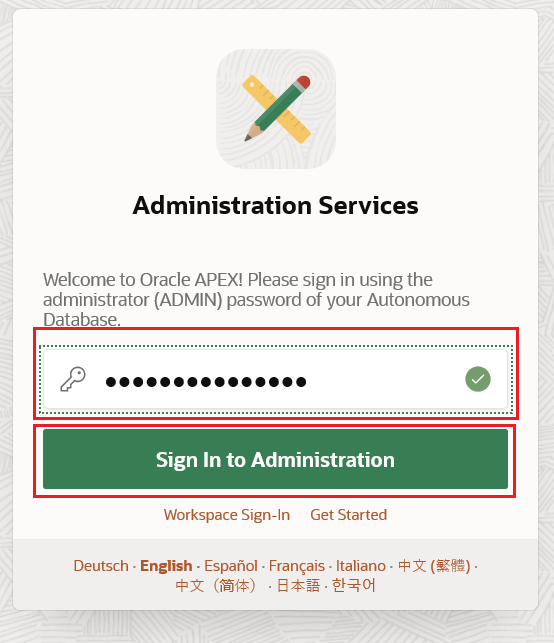 Administration Services
Welcome to Oracle APEX! Please sign in using the
administrator (ADMIN) password of your Autonomous
Database.
●●●●●●●●●●●●●●●
Sign In to Administration
Workspace Sign-In Get Started
Deutsch · English · Español · Français · Italiano · 中文 (繁體) ·
中文（简体） · 日本語 · 한국어